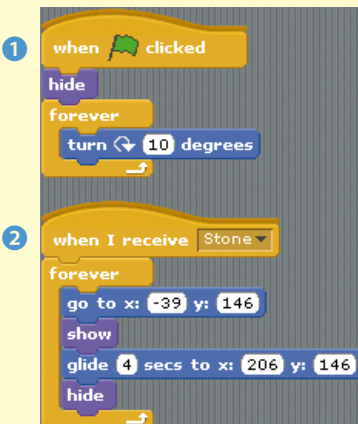 1
when clicked
hide
forever
turn 10 degrees
2
when I receive Stone
forever
go to x: -39 y: 146
show
glide 4 secs to x: 206 y: 146
hide